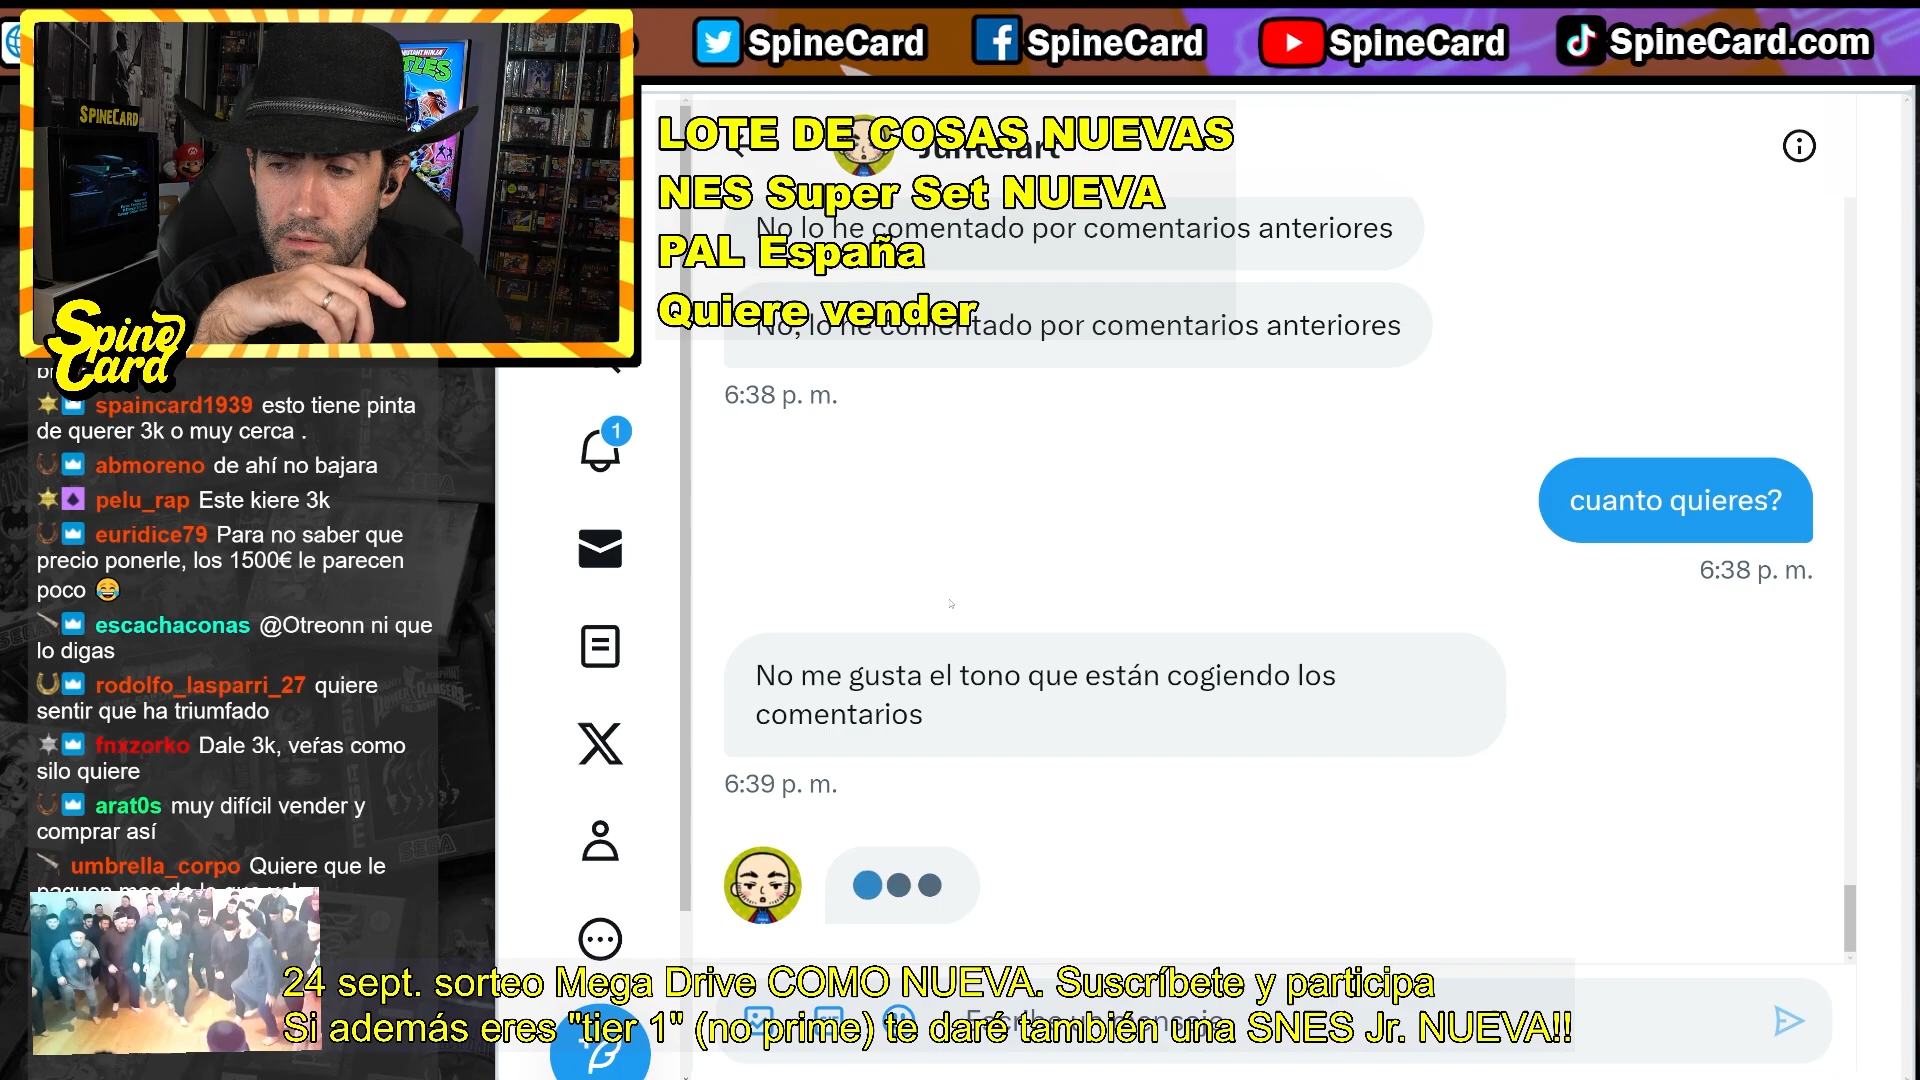 SpineCard
SpineCard
SpineCard
SpineCard.com
MUTANT NINJA
TLES
SPINECARD
Spine
Card
LOTE DE COSAS NUEVAS
NES Super Set NUEVA
PAL España
Quiere vender
No lo he comentado por comentarios anteriores
No, lo he comentado por comentarios anteriores
6:38 p. m.
cuanto quieres?
6:38 p. m.
No me gusta el tono que están cogiendo los
comentarios
6:39 p. m.
1
spaincard1939 esto tiene pinta
de querer 3k o muy cerca .
abmoreno de ahí no bajara
pelu_rap Este kiere 3k
euridice79 Para no saber que
precio ponerle, los 1500€ le parecen
poco 😂
escachaconas @Otreonn ni que
lo digas
rodolfo_lasparri_27 quiere
sentir que ha triumfado
fnxzorko Dale 3k, veŕas como
silo quiere
arat0s muy difícil vender y
comprar así
umbrella_corpo Quiere que le
24 sept. sorteo Mega Drive COMO NUEVA. Suscríbete y participa
Si además eres "tier 1" (no prime) te daré también una SNES Jr. NUEVA!!